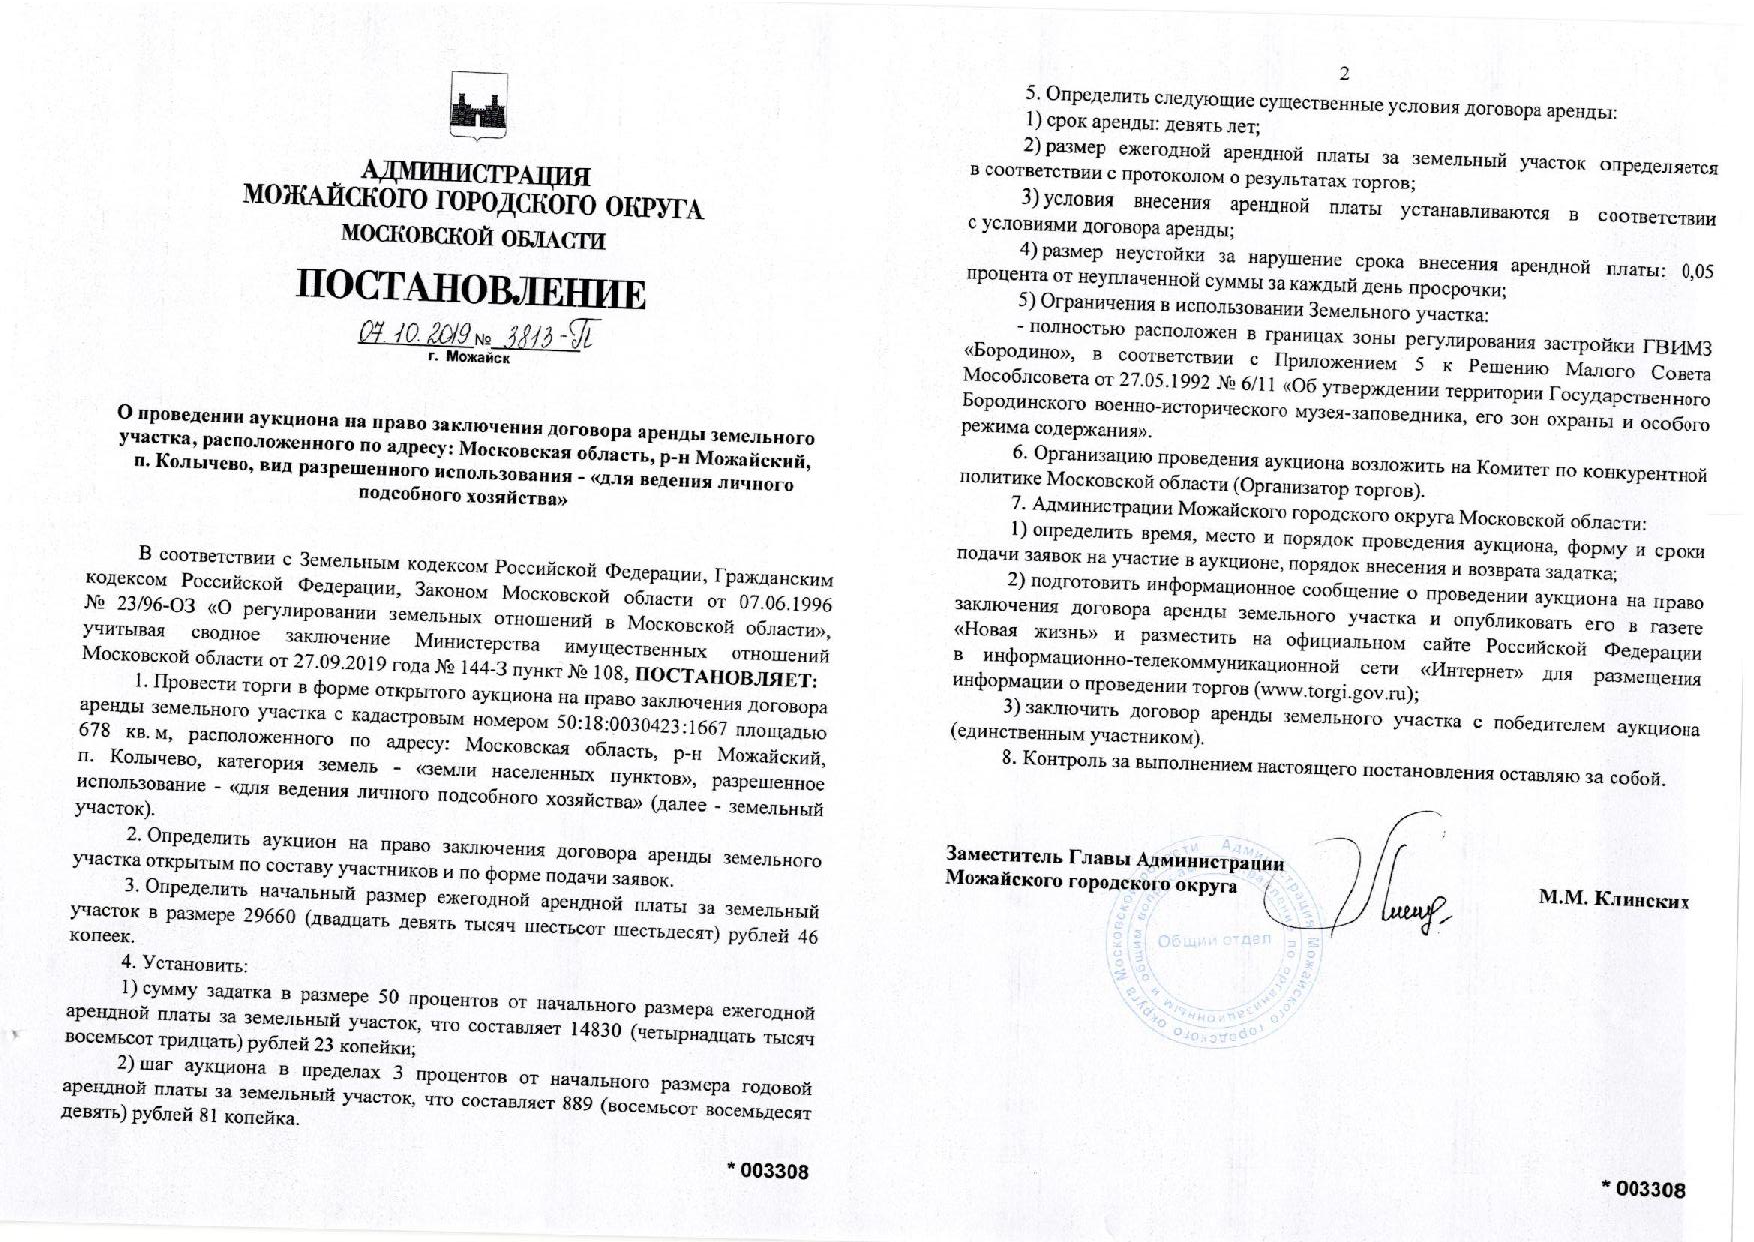 АДМИНИСТРАЦИЯ
МОЖАЙСКОГО ГОРОДСКОГО ОКРУГА
МОСКОВСКОЙ ОБЛАСТИ
ПОСТАНОВЛЕНИЕ
07.10.2019 № 3813-П
г. Можайск
О проведении аукциона на право заключения договора аренды земельного
участка, расположенного по адресу: Московская область, р-н Можайский,
п. Колычево, вид разрешенного использования - «для ведения личного
подсобного хозяйства»
В соответствии с Земельным кодексом Российской Федерации, Гражданским
кодексом Российской Федерации, Законом Московской области от 07.06.1996
№ 23/96-ОЗ «О регулировании земельных отношений в Московской области»,
учитывая сводное заключение Министерства имущественных отношений
Московской области от 27.09.2019 года № 144-З пункт № 108, ПОСТАНОВЛЯЕТ:
1. Провести торги в форме открытого аукциона на право заключения договора
аренды земельного участка с кадастровым номером 50:18:0030423:1667 площадью
678 кв. м, расположенного по адресу: Московская область, р-н Можайский,
п. Колычево, категория земель - «земли населенных пунктов», разрешенное
использование - «для ведения личного подсобного хозяйства» (далее - земельный
участок).
2. Определить аукцион на право заключения договора аренды земельного
участка открытым по составу участников и по форме подачи заявок.
3. Определить начальный размер ежегодной арендной платы за земельный
участок в размере 29660 (двадцать девять тысяч шестьсот шестьдесят) рублей 46
копеек.
4. Установить:
1) сумму задатка в размере 50 процентов от начального размера ежегодной
арендной платы за земельный участок, что составляет 14830 (четырнадцать тысяч
восемьсот тридцать) рублей 23 копейки;
2) шаг аукциона в пределах 3 процентов от начального размера годовой
арендной платы за земельный участок, что составляет 889 (восемьсот восемьдесят
девять) рублей 81 копейка.
* 003308
2
5. Определить следующие существенные условия договора аренды:
1) срок аренды: девять лет;
2) размер ежегодной арендной платы за земельный участок определяется
в соответствии с протоколом о результатах торгов;
3) условия внесения арендной платы устанавливаются в соответствии
с условиями договора аренды;
4) размер неустойки за нарушение срока внесения арендной платы: 0,05
процента от неуплаченной суммы за каждый день просрочки;
5) Ограничения в использовании Земельного участка:
- полностью расположен в границах зоны регулирования застройки ГВИМЗ
«Бородино», в соответствии с Приложением 5 к Решению Малого Совета
Мособлсовета от 27.05.1992 № 6/11 «Об утверждении территории Государственного
Бородинского военно-исторического музея-заповедника, его зон охраны и особого
режима содержания».
6. Организацию проведения аукциона возложить на Комитет по конкурентной
политике Московской области (Организатор торгов).
7. Администрации Можайского городского округа Московской области:
1) определить время, место и порядок проведения аукциона, форму и сроки
подачи заявок на участие в аукционе, порядок внесения и возврата задатка;
2) подготовить информационное сообщение о проведении аукциона на право
заключения договора аренды земельного участка и опубликовать его в газете
«Новая жизнь» и разместить на официальном сайте Российской Федерации
в информационно-телекоммуникационной сети «Интернет» для размещения
информации о проведении торгов (www.torgi.gov.ru);
3) заключить договор аренды земельного участка с победителем аукциона
(единственным участником).
8. Контроль за выполнением настоящего постановления оставляю за собой.
Заместитель Главы Администрации
Можайского городского округа
М.М. Клинских
Общий отдел
* 003308